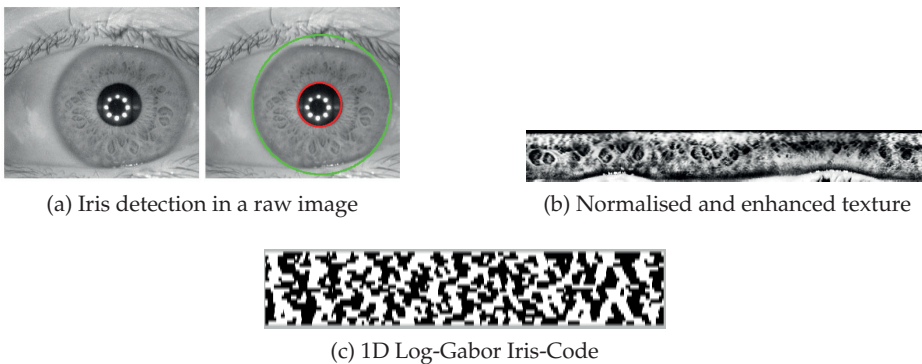 (a) Iris detection in a raw image
(b) Normalised and enhanced texture
(c) 1D Log-Gabor Iris-Code